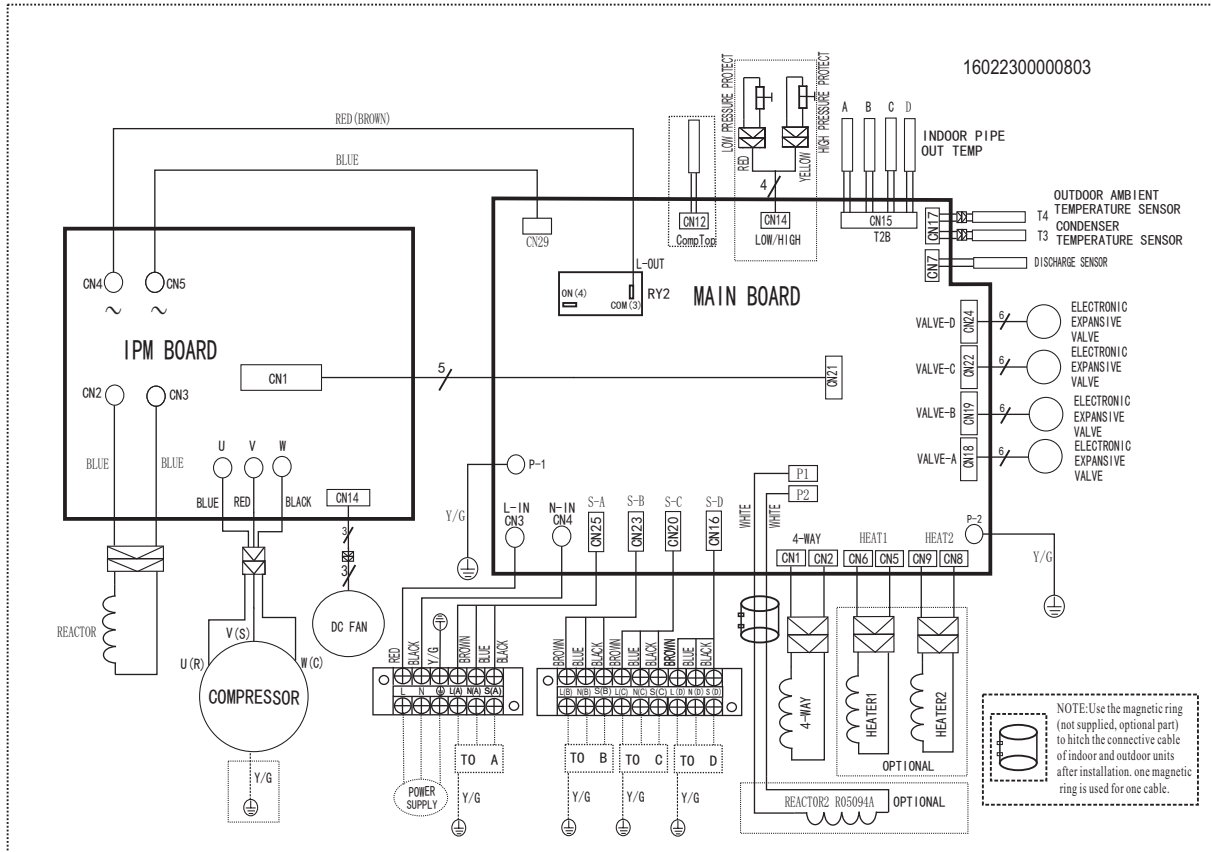 16022300000803
LOW PRESSURE PROTECT
HIGH PRESSURE PROTECT
RED
YELLOW
4
A B C D
INDOOR PIPE
OUT TEMP
RED(BROWN)
BLUE
CN12
CompTop
CN14
LOW/HIGH
CN15
T2B
CN17
T4
OUTDOOR AMBIENT
TEMPERATURE SENSOR
T3
CONDENSER
TEMPERATURE SENSOR
CN7
DISCHARGE SENSOR
CN29
L-OUT
ON(4)
COM(3)
RY2
MAIN BOARD
CN4
CN5
~
~
IPM BOARD
CN1
5
CN21
CN2
CN3
BLUE
BLUE
U V W
BLUE
RED
BLACK
CN14
3
3
DC FAN
REACTOR
V(S)
U(R)
W(C)
COMPRESSOR
Y/G
VALVE-D
CN24
6
ELECTRONIC
EXPANSIVE
VALVE
VALVE-C
CN22
6
ELECTRONIC
EXPANSIVE
VALVE
VALVE-B
CN19
6
ELECTRONIC
EXPANSIVE
VALVE
VALVE-A
CN18
6
ELECTRONIC
EXPANSIVE
VALVE
P-1
Y/G
L-IN
CN3
N-IN
CN4
S-A
CN25
S-B
CN23
S-C
CN20
S-D
CN16
P1
P2
WHITE
WHITE
4-WAY
CN1
CN2
HEAT1
CN6
CN5
HEAT2
CN9
CN8
P-2
Y/G
RED
BLACK
Y/G
BROWN
BLUE
BLACK
L N L(A) N(A) S(A)
BROWN
BLUE
BLACK
BROWN
BLUE
BLACK
BROWN
BLUE
BLACK
L(B) N(B) S(B) L(C) N(C) S(C) L(D) N(D) S(D)
POWER
SUPPLY
TO A
Y/G
TO B
Y/G
TO C
Y/G
TO D
Y/G
4-WAY
HEATER1
HEATER2
OPTIONAL
REACTOR2 R05094A
OPTIONAL
NOTE:Use the magnetic ring
(not supplied, optional part)
to hitch the connective cable
of indoor and outdoor units
after installation. one magnetic
ring is used for one cable.